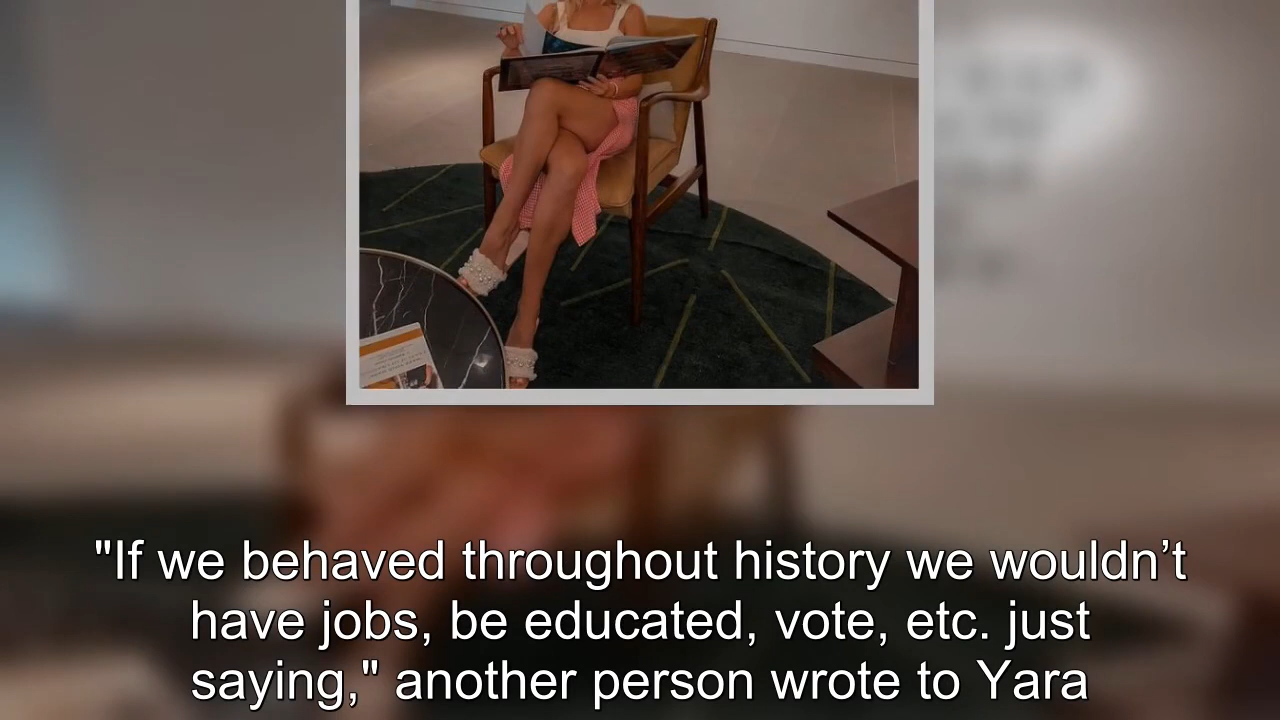 "If we behaved throughout history we wouldn’t
have jobs, be educated, vote, etc. just
saying," another person wrote to Yara